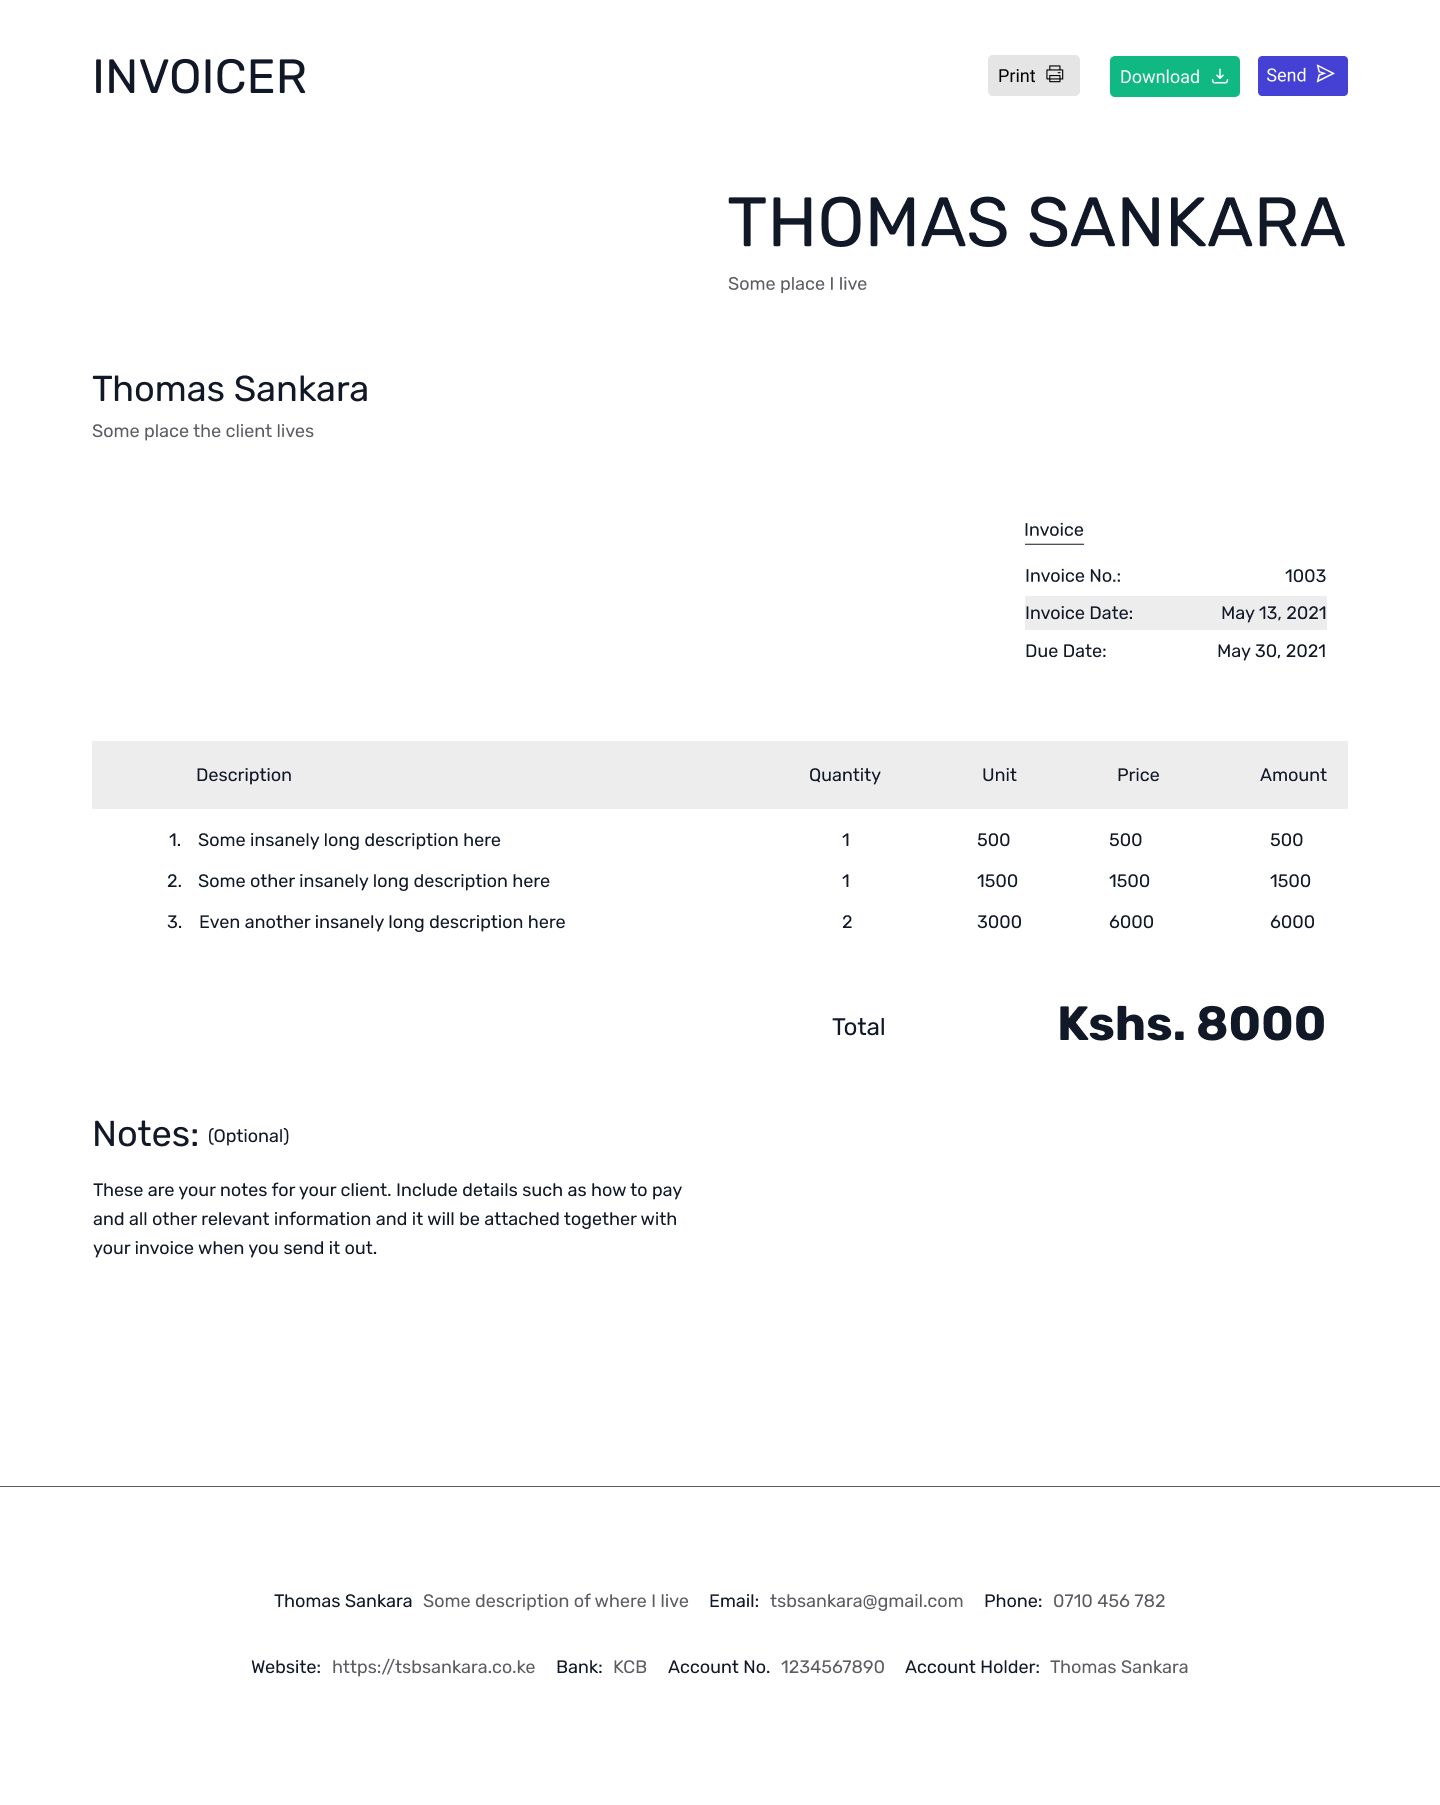 INVOICER
Print
Download
Send
THOMAS SANKARA
Some place I live
Thomas Sankara
Some place the client lives
Invoice
Invoice No.: 1003
Invoice Date: May 13, 2021
Due Date: May 30, 2021
Description Quantity Unit Price Amount
1. Some insanely long description here 1 500 500 500
2. Some other insanely long description here 1 1500 1500 1500
3. Even another insanely long description here 2 3000 6000 6000
Total Kshs. 8000
Notes: (Optional)
These are your notes for your client. Include details such as how to pay
and all other relevant information and it will be attached together with
your invoice when you send it out.
Thomas Sankara Some description of where I live Email: tsbsankara@gmail.com Phone: 0710 456 782
Website: https://tsbsankara.co.ke Bank: KCB Account No. 1234567890 Account Holder: Thomas Sankara